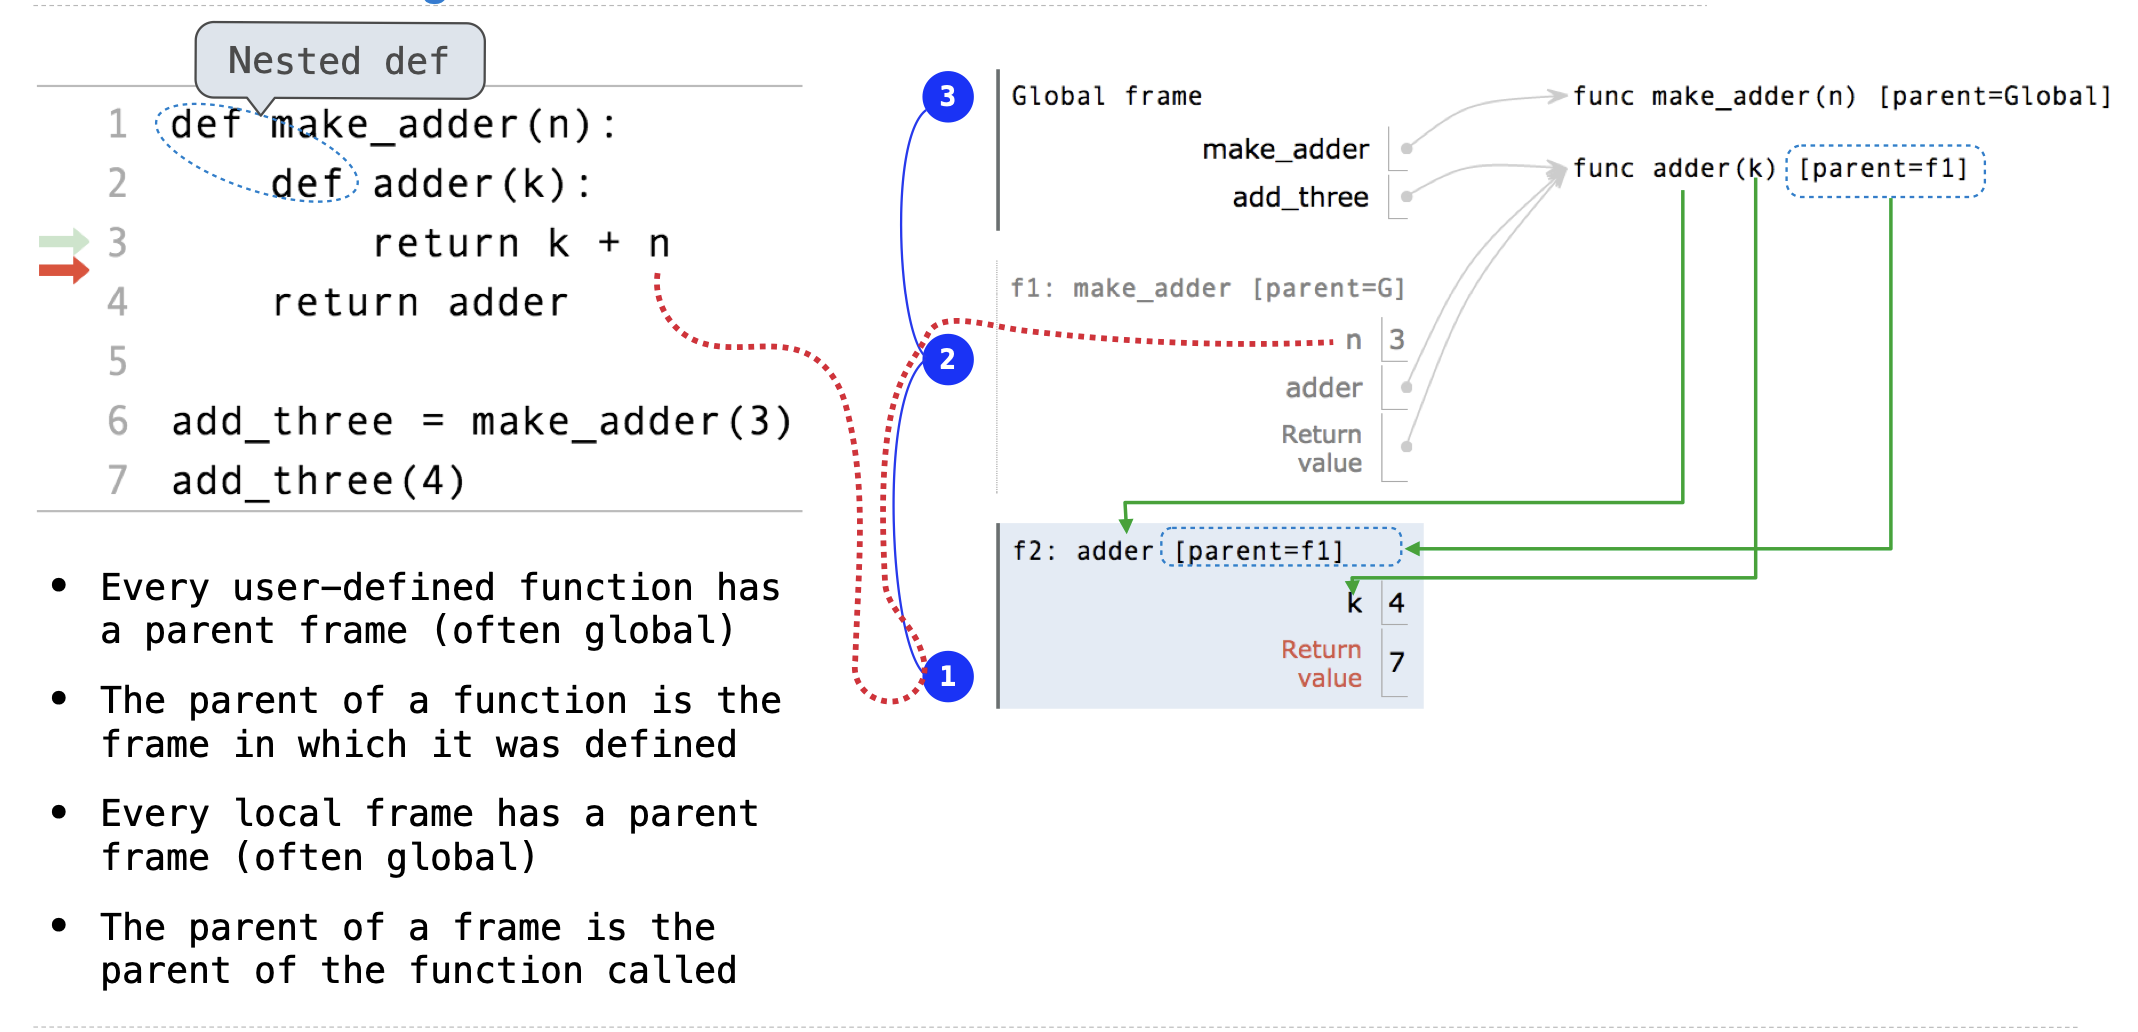 Nested def
1 def make_adder(n):
2 def adder(k):
3 return k + n
4 return adder
5
6 add_three = make_adder(3)
7 add_three(4)
• Every user-defined function has
a parent frame (often global)
• The parent of a function is the
frame in which it was defined
• Every local frame has a parent
frame (often global)
• The parent of a frame is the
parent of the function called
3
Global frame
make_adder
add_three
func make_adder(n) [parent=Global]
func adder(k) [parent=f1]
f1: make_adder [parent=G]
2
n 3
adder
Return
value
f2: adder [parent=f1]
k 4
1
Return
value 7